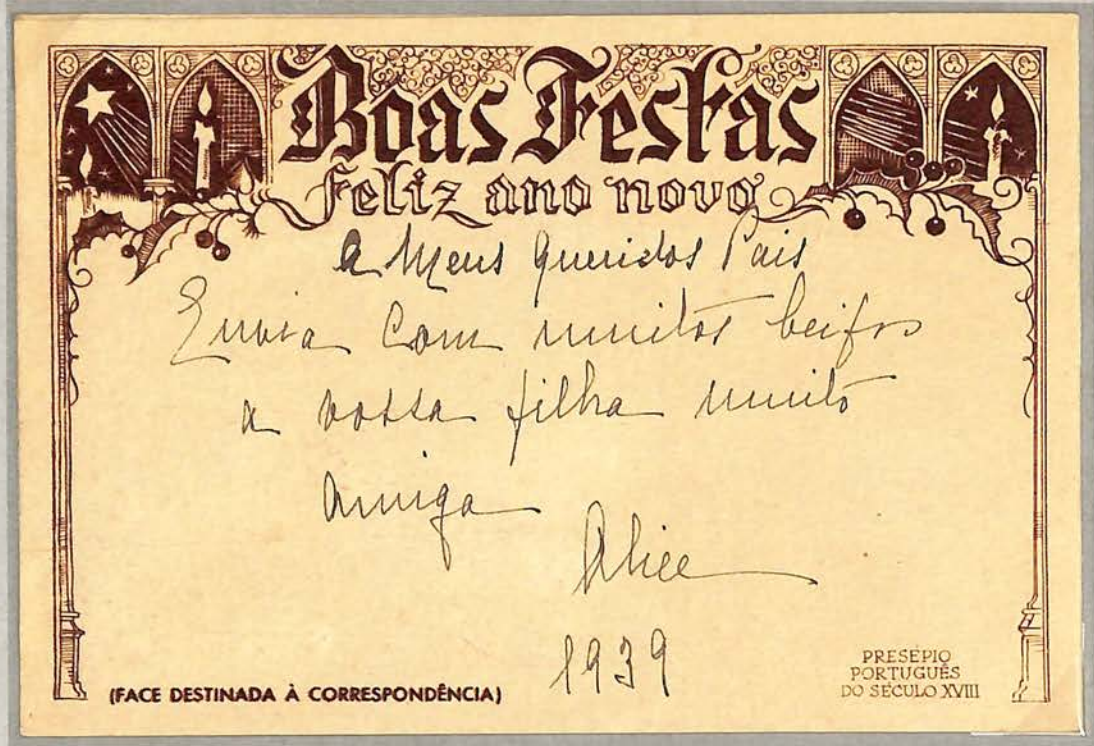 Boas Festas
feliz ano novo
a Meus Queridos Pais
Envia com muitos beijos
a vossa filha muito
amiga
Alice
1939
(FACE DESTINADA À CORRESPONDÊNCIA)
PRESÉPIO
PORTUGUÊS
DO SÉCULO XVIII